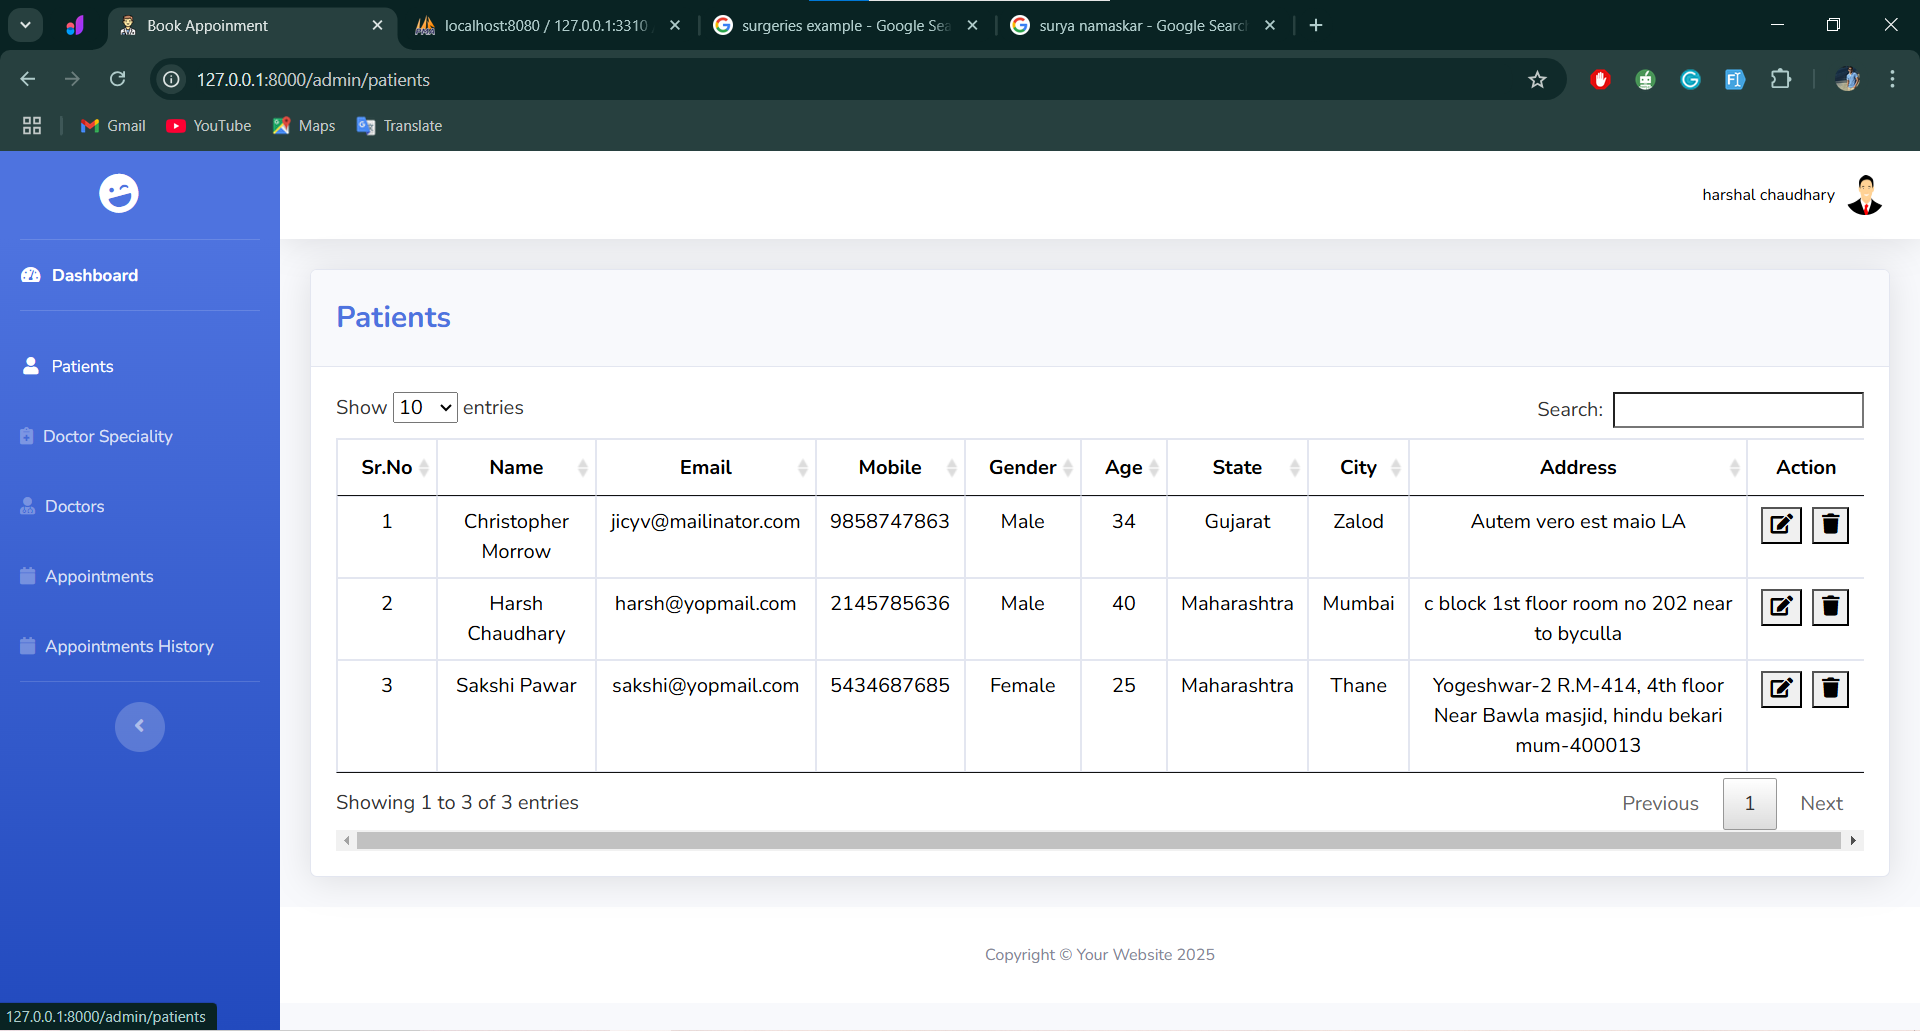 Book Appoinment
localhost:8080 / 127.0.0.1:3310
surgeries example - Google Sea
surya namaskar - Google Search
127.0.0.1:8000/admin/patients
Gmail
YouTube
Maps
Translate
harshal chaudhary
Dashboard
Patients
Doctor Speciality
Doctors
Appointments
Appointments History
Patients
Show 10 entries
Search:
Sr.No Name Email Mobile Gender Age State City Address Action
1 Christopher Morrow jicyv@mailinator.com 9858747863 Male 34 Gujarat Zalod Autem vero est maio LA
2 Harsh Chaudhary harsh@yopmail.com 2145785636 Male 40 Maharashtra Mumbai c block 1st floor room no 202 near to byculla
3 Sakshi Pawar sakshi@yopmail.com 5434687685 Female 25 Maharashtra Thane Yogeshwar-2 R.M-414, 4th floor Near Bawla masjid, hindu bekari mum-400013
Showing 1 to 3 of 3 entries
Previous 1 Next
Copyright © Your Website 2025
127.0.0.1:8000/admin/patients